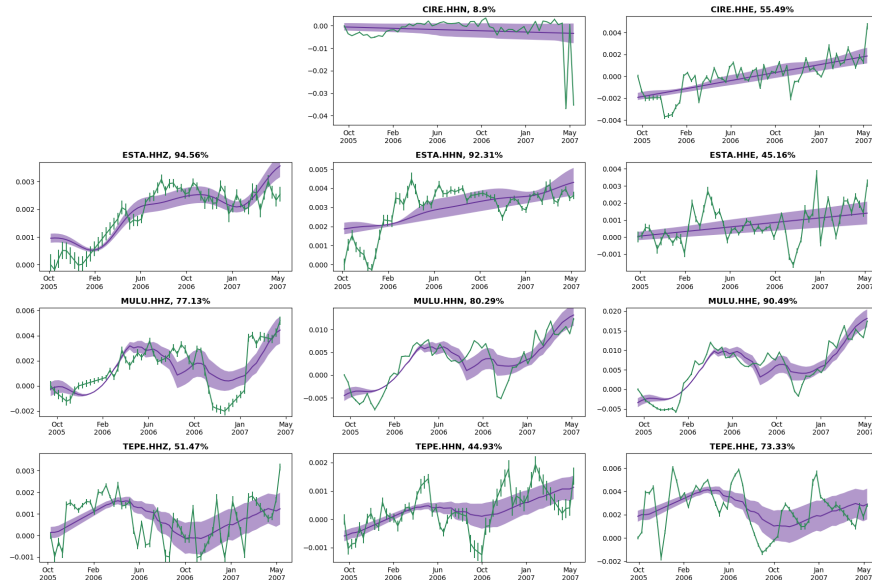 CIRE.HHN, 8.9%
0.00
−0.01
−0.02
−0.03
−0.04
Oct 2005
Feb 2006
Jun 2006
Oct 2006
Jan 2007
May 2007
CIRE.HHE, 55.49%
0.004
0.002
0.000
−0.002
−0.004
Oct 2005
Feb 2006
Jun 2006
Oct 2006
Jan 2007
May 2007
ESTA.HHZ, 94.56%
0.003
0.002
0.001
0.000
Oct 2005
Feb 2006
Jun 2006
Oct 2006
Jan 2007
May 2007
ESTA.HHN, 92.31%
0.005
0.004
0.003
0.002
0.001
0.000
Oct 2005
Feb 2006
Jun 2006
Oct 2006
Jan 2007
May 2007
ESTA.HHE, 45.16%
0.004
0.003
0.002
0.001
0.000
−0.001
Oct 2005
Feb 2006
Jun 2006
Oct 2006
Jan 2007
May 2007
MULU.HHZ, 77.13%
0.006
0.004
0.002
0.000
−0.002
Oct 2005
Feb 2006
Jun 2006
Oct 2006
Jan 2007
May 2007
MULU.HHN, 80.29%
0.010
0.005
0.000
−0.005
Oct 2005
Feb 2006
Jun 2006
Oct 2006
Jan 2007
May 2007
MULU.HHE, 90.49%
0.020
0.015
0.010
0.005
0.000
−0.005
Oct 2005
Feb 2006
Jun 2006
Oct 2006
Jan 2007
May 2007
TEPE.HHZ, 51.47%
0.003
0.002
0.001
0.000
−0.001
Oct 2005
Feb 2006
Jun 2006
Oct 2006
Jan 2007
May 2007
TEPE.HHN, 44.93%
0.002
0.001
0.000
−0.001
Oct 2005
Feb 2006
Jun 2006
Oct 2006
Jan 2007
May 2007
TEPE.HHE, 73.33%
0.006
0.004
0.002
0.000
−0.002
Oct 2005
Feb 2006
Jun 2006
Oct 2006
Jan 2007
May 2007